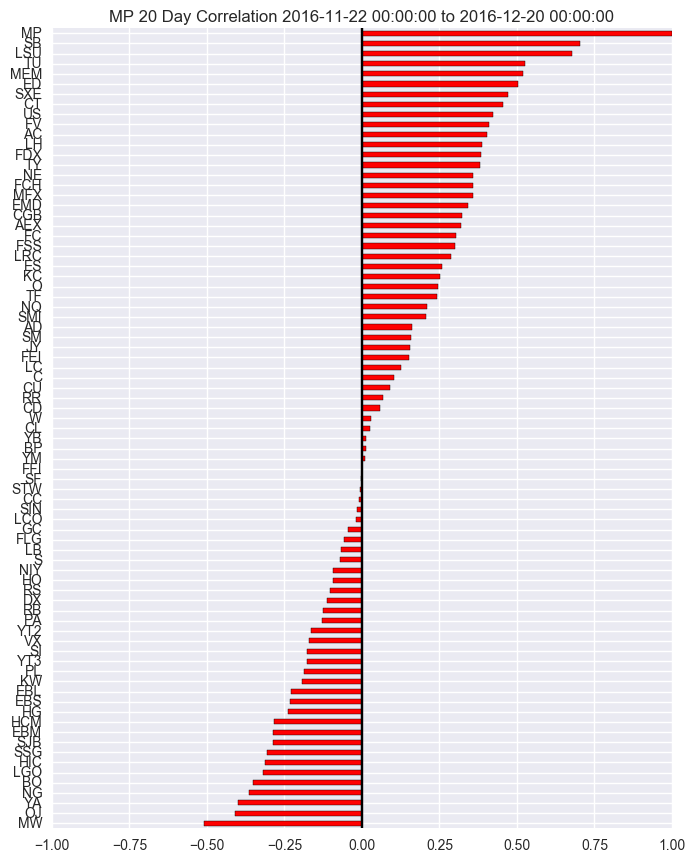 MP 20 Day Correlation 2016-11-22 00:00:00 to 2016-12-20 00:00:00
MP
SB
LSU
TU
MEM
ED
SXE
CT
US
FV
AC
LH
FDX
TY
NE
FCH
MFX
EMD
CGB
AEX
FC
FSS
LRC
ES
KC
O
TF
NQ
SMI
AD
SM
JY
FEI
LC
C
CU
RR
CD
W
CL
YB
BP
YM
SF
STW
CC
SIN
LCO
GC
FLG
LB
S
NIY
HO
RS
DX
RB
PA
YT2
VX
SI
YT3
PL
KW
EBL
EBS
HG
HCM
EBM
SJB
SSG
HIC
LGO
BO
NG
YA
OJ
MW
−1.00 −0.75 −0.50 −0.25 0.00 0.25 0.50 0.75 1.00